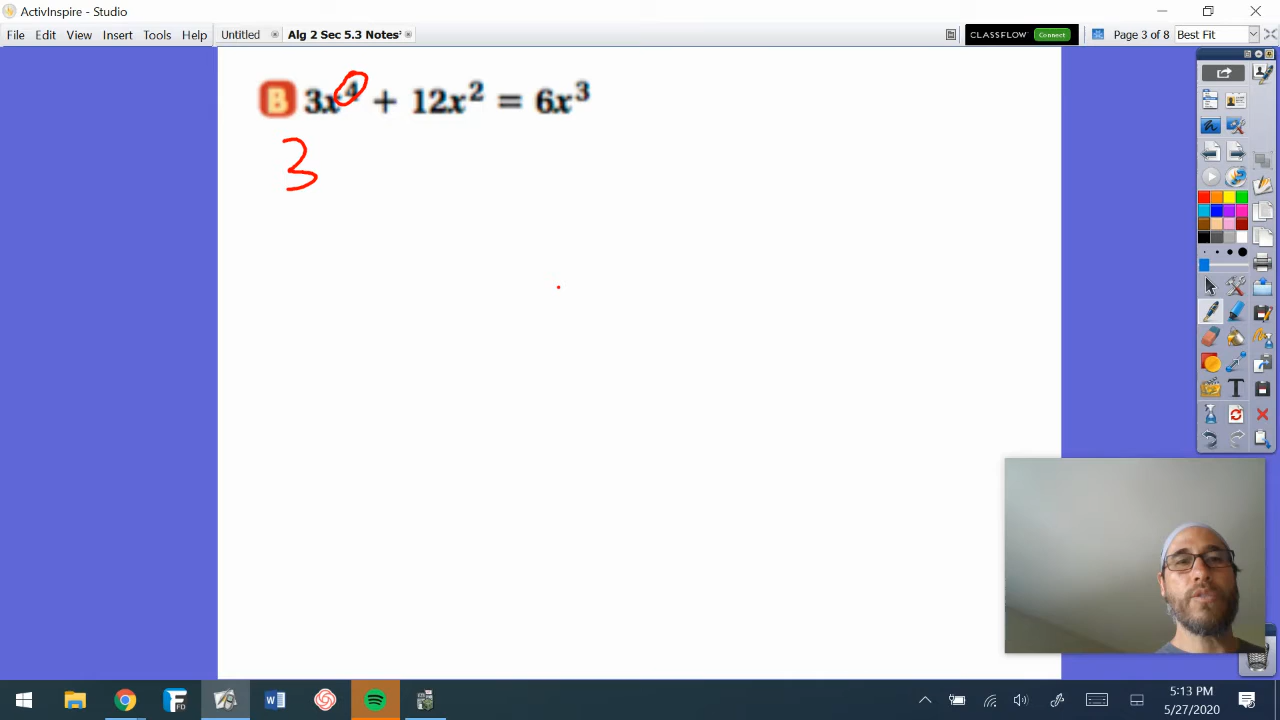 ActivInspire - Studio
File Edit View Insert Tools Help Untitled Alg 2 Sec 5.3 Notes* CLASSFLOW Connect Page 3 of 8 Best Fit
B 3x⁴ + 12x² = 6x³
3
5:13 PM
5/27/2020